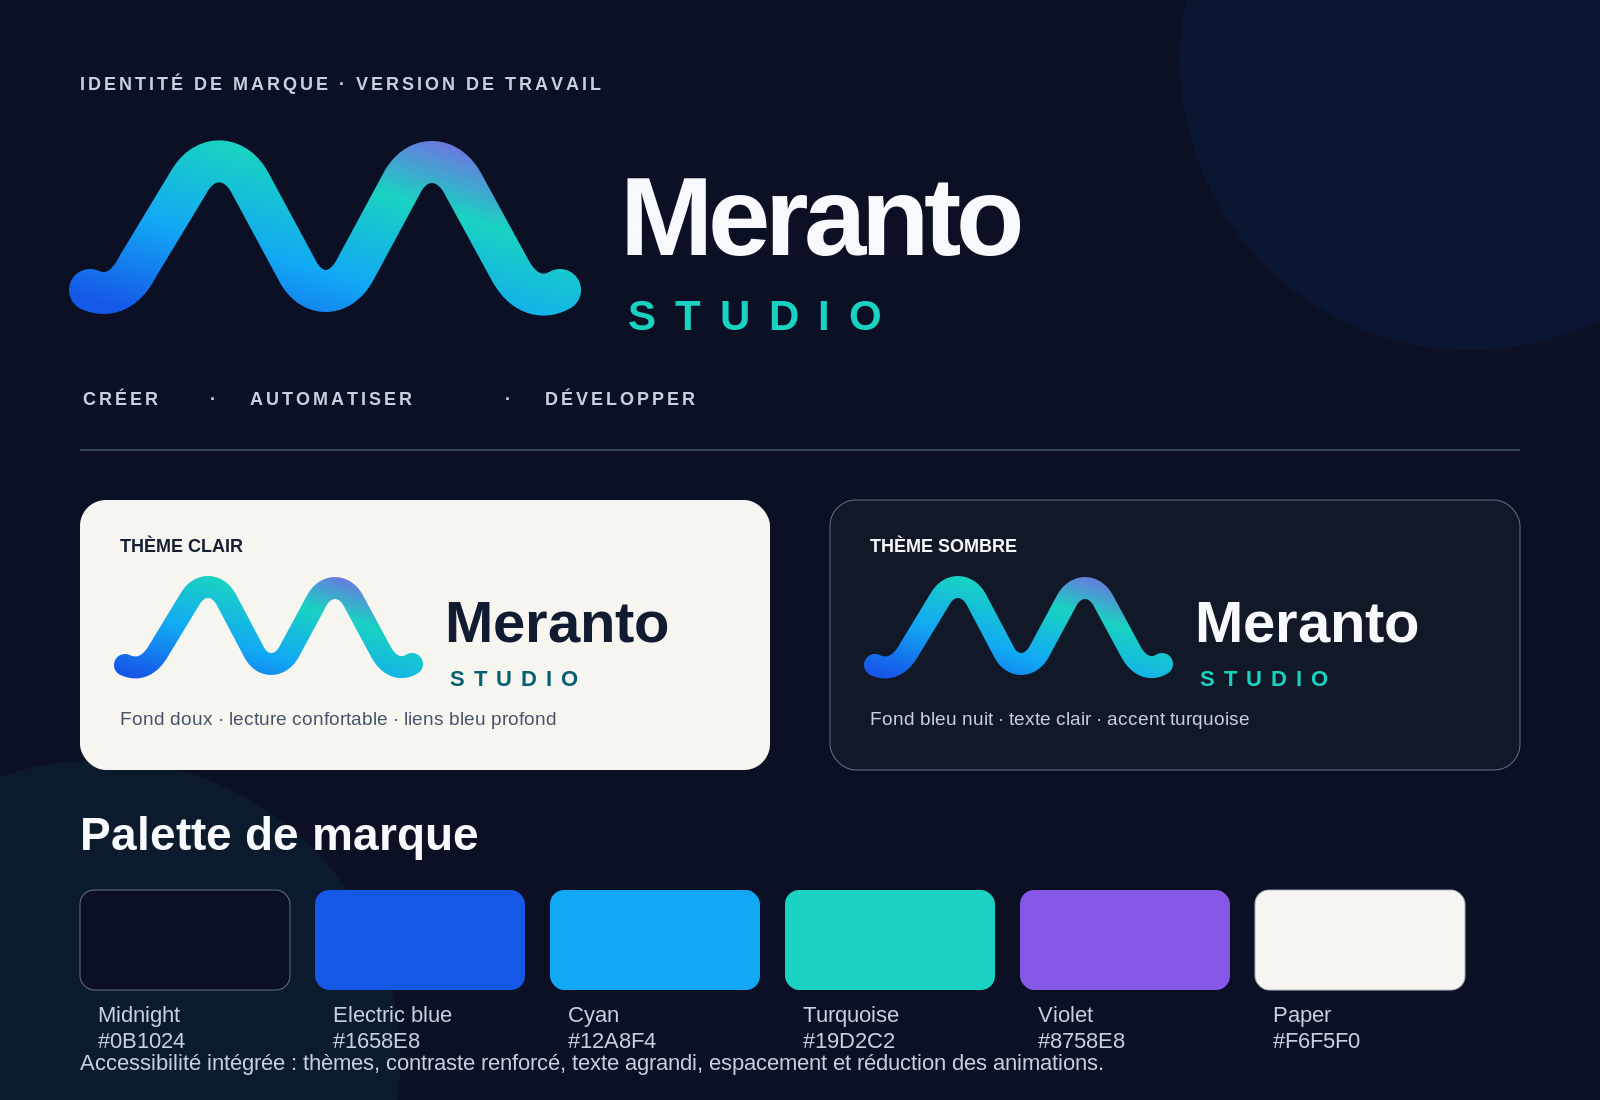 IDENTITÉ DE MARQUE · VERSION DE TRAVAIL
Meranto
STUDIO
CRÉER · AUTOMATISER · DÉVELOPPER
THÈME CLAIR
Meranto
STUDIO
Fond doux · lecture confortable · liens bleu profond
THÈME SOMBRE
Meranto
STUDIO
Fond bleu nuit · texte clair · accent turquoise
Palette de marque
Midnight
#0B1024
Electric blue
#1658E8
Cyan
#12A8F4
Turquoise
#19D2C2
Violet
#8758E8
Paper
#F6F5F0
Accessibilité intégrée : thèmes, contraste renforcé, texte agrandi, espacement et réduction des animations.